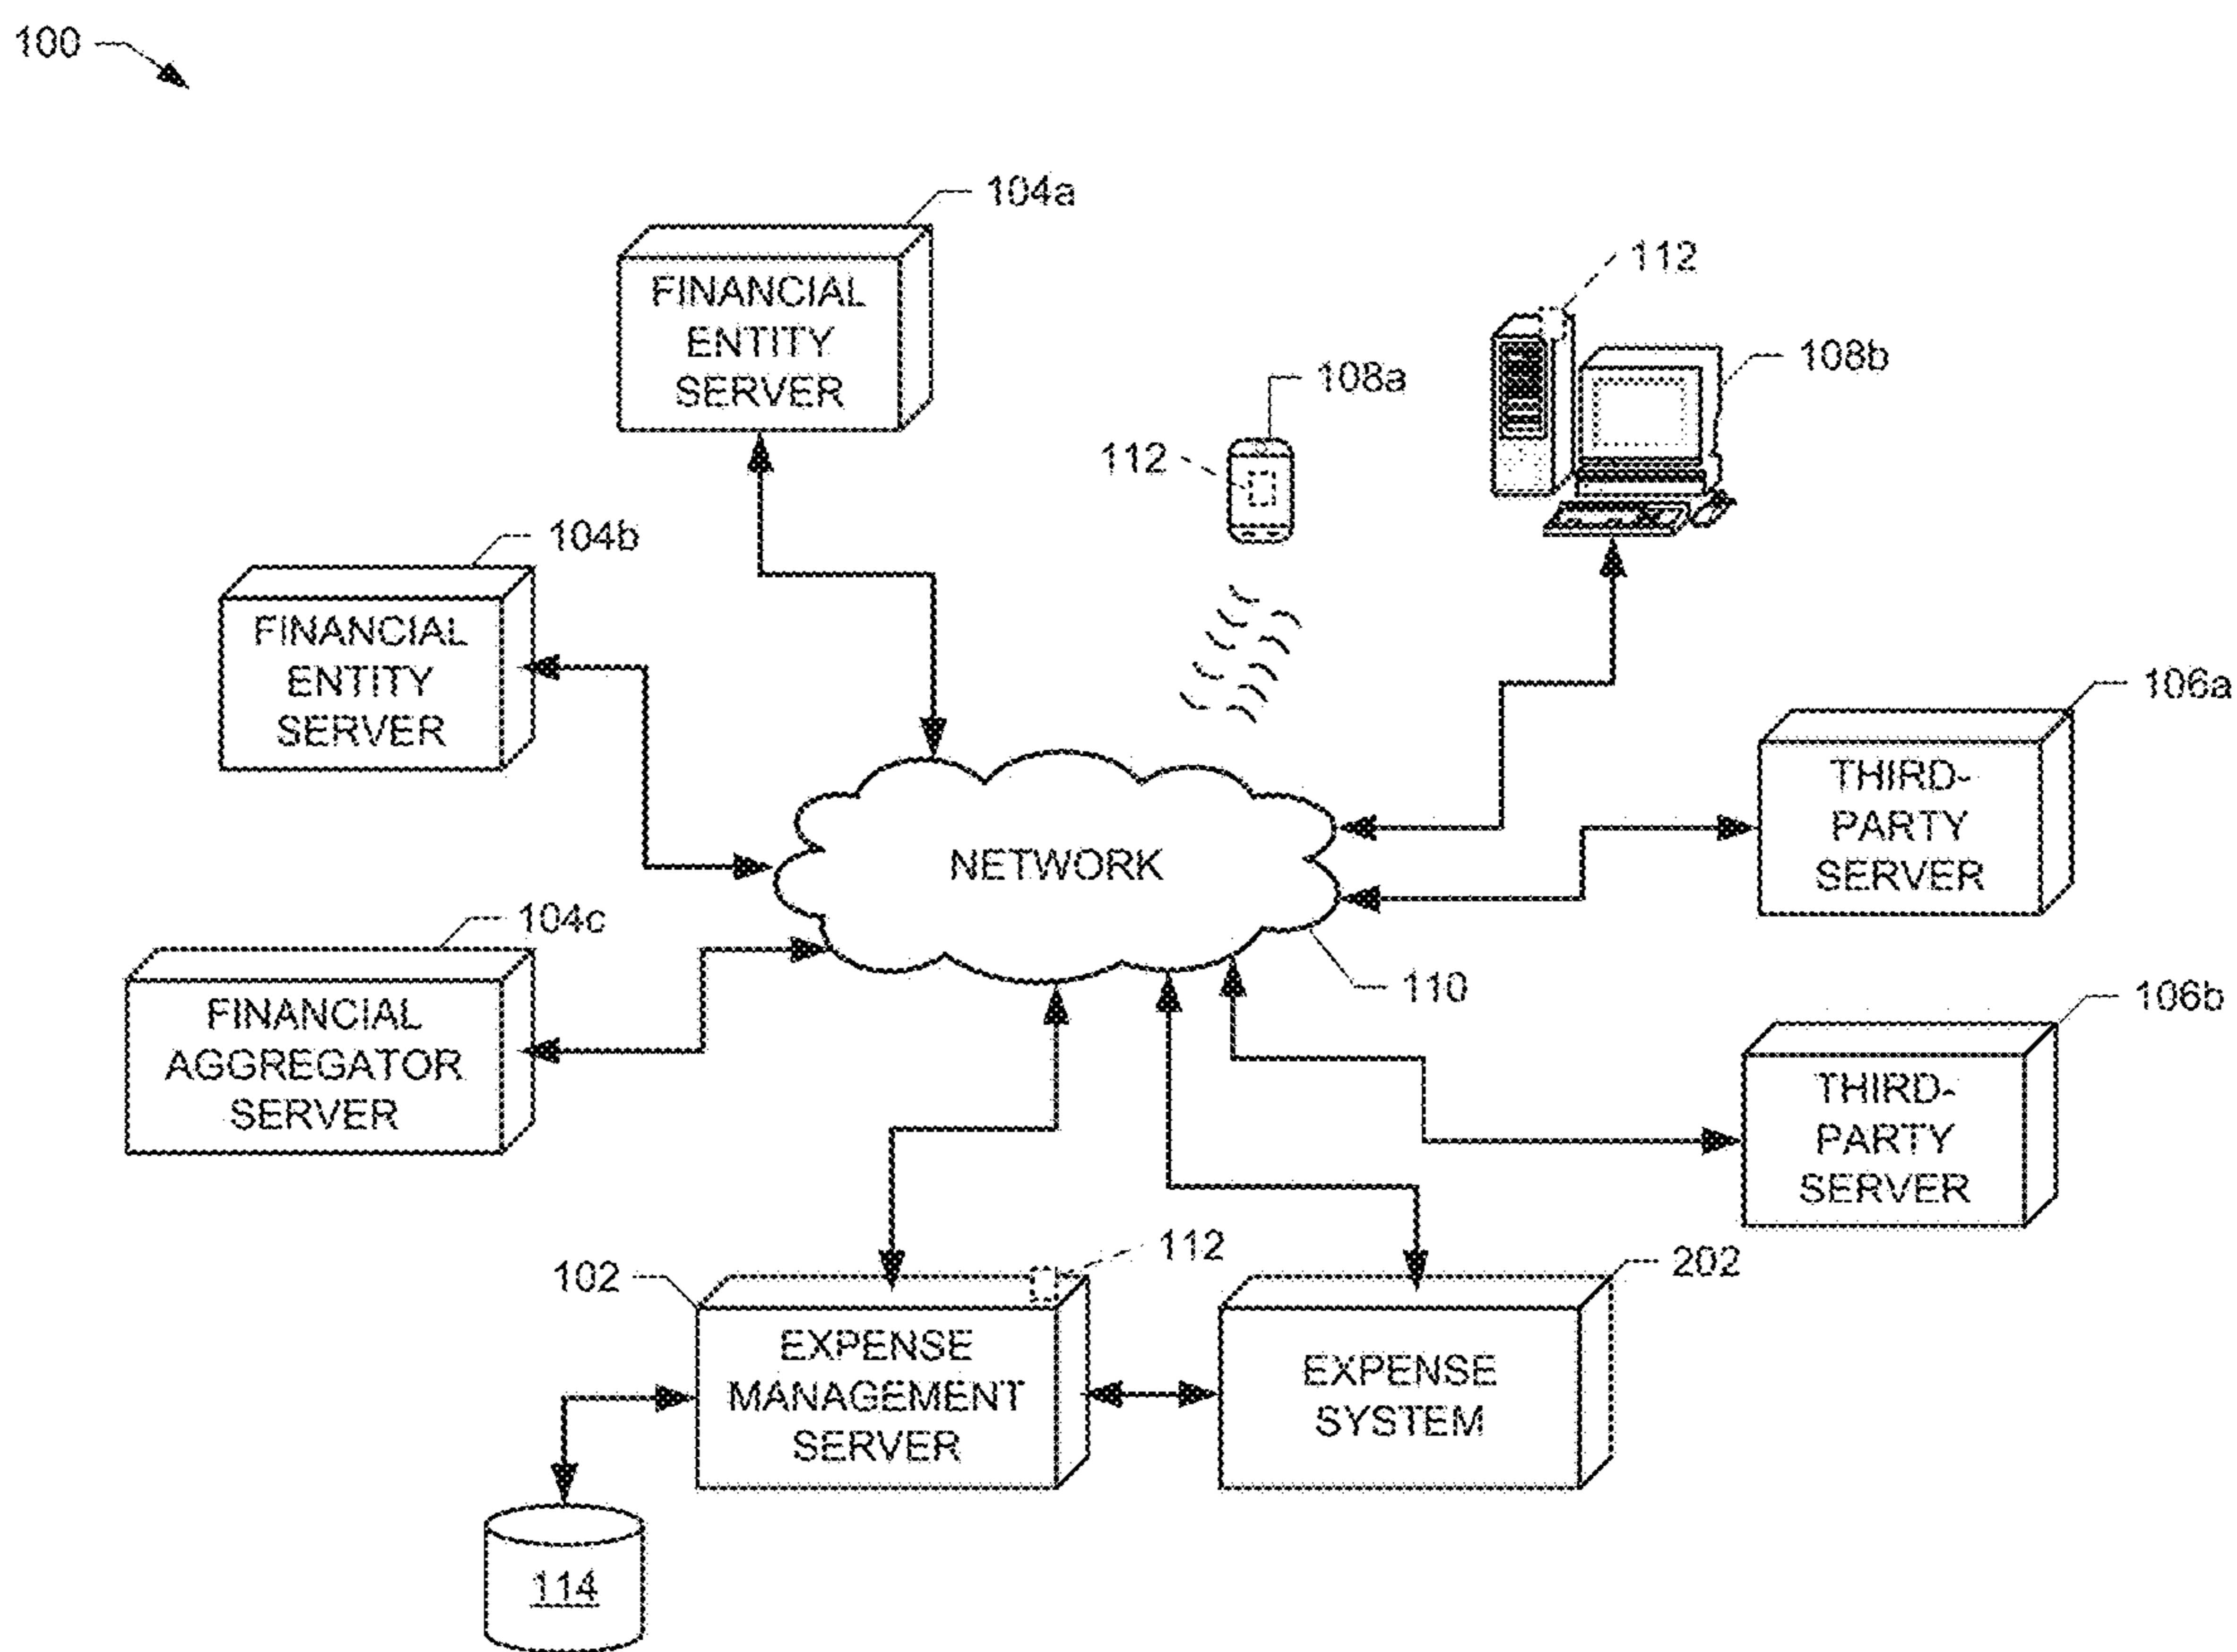 100
104a
FINANCIAL
ENTITY
SERVER
112
108b
108a
112
104b
FINANCIAL
ENTITY
SERVER
106a
THIRD-
PARTY
SERVER
NETWORK
110
104c
FINANCIAL
AGGREGATOR
SERVER
106b
THIRD-
PARTY
SERVER
102
112
EXPENSE
MANAGEMENT
SERVER
202
EXPENSE
SYSTEM
114